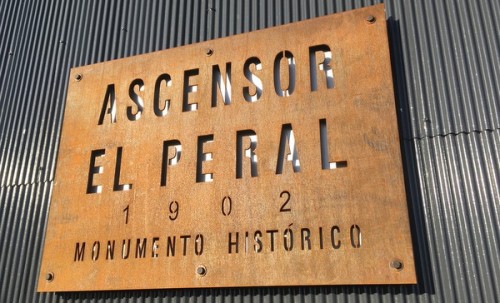 ASCENSOR
EL PERAL
1902
MONUMENTO HISTÓRICO